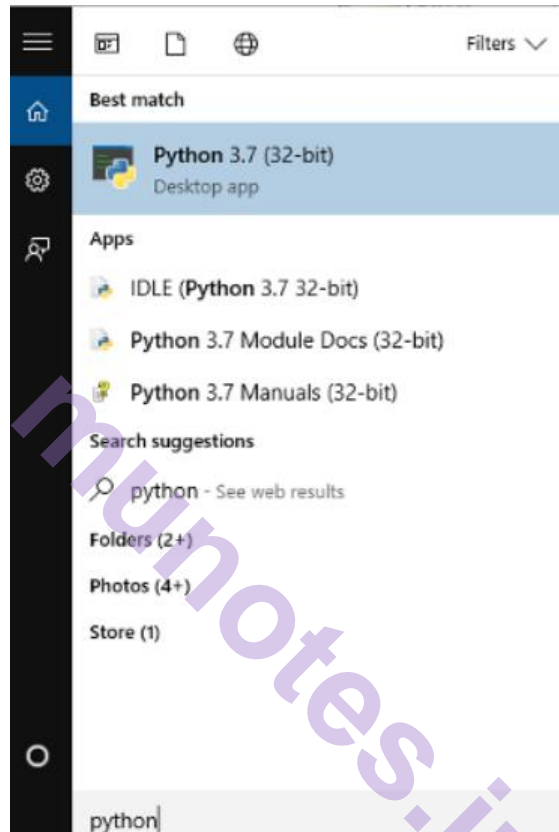 Filters
Best match
Python 3.7 (32-bit)
Desktop app
Apps
IDLE (Python 3.7 32-bit)
Python 3.7 Module Docs (32-bit)
Python 3.7 Manuals (32-bit)
Search suggestions
python - See web results
Folders (2+)
Photos (4+)
Store (1)
python
munotes.in